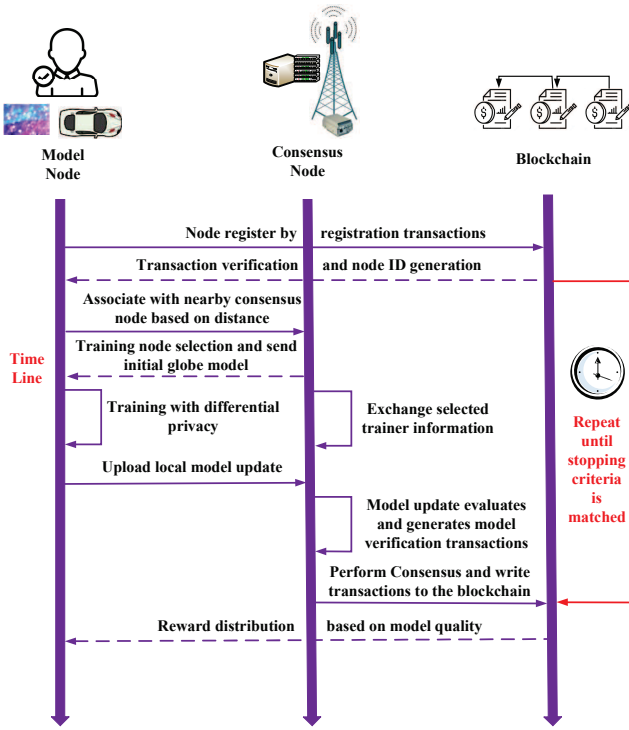 Model
Node
Consensus
Node
Blockchain
Node register by registration transactions
Transaction verification and node ID generation
Associate with nearby consensus
node based on distance
Training node selection and send
initial globe model
Time
Line
Training with differential
privacy
Exchange selected
trainer information
Repeat
until
stopping
criteria
is
matched
Upload local model update
Model update evaluates
and generates model
verification transactions
Perform Consensus and write
transactions to the blockchain
Reward distribution based on model quality